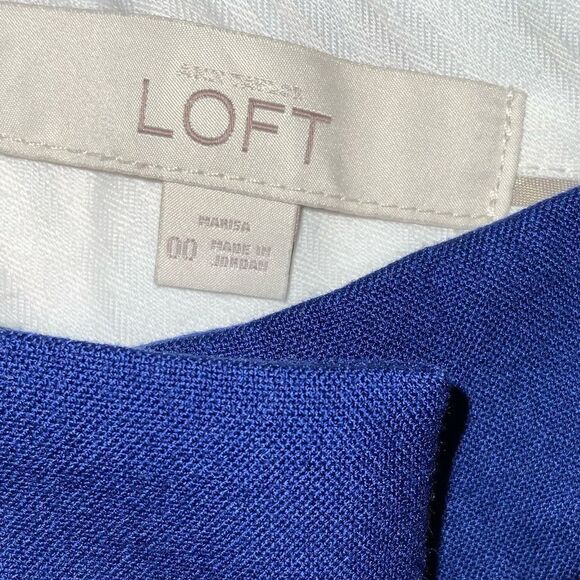 ANN TAYLOR
LOFT
MARISA
00 MADE IN
JORDAN